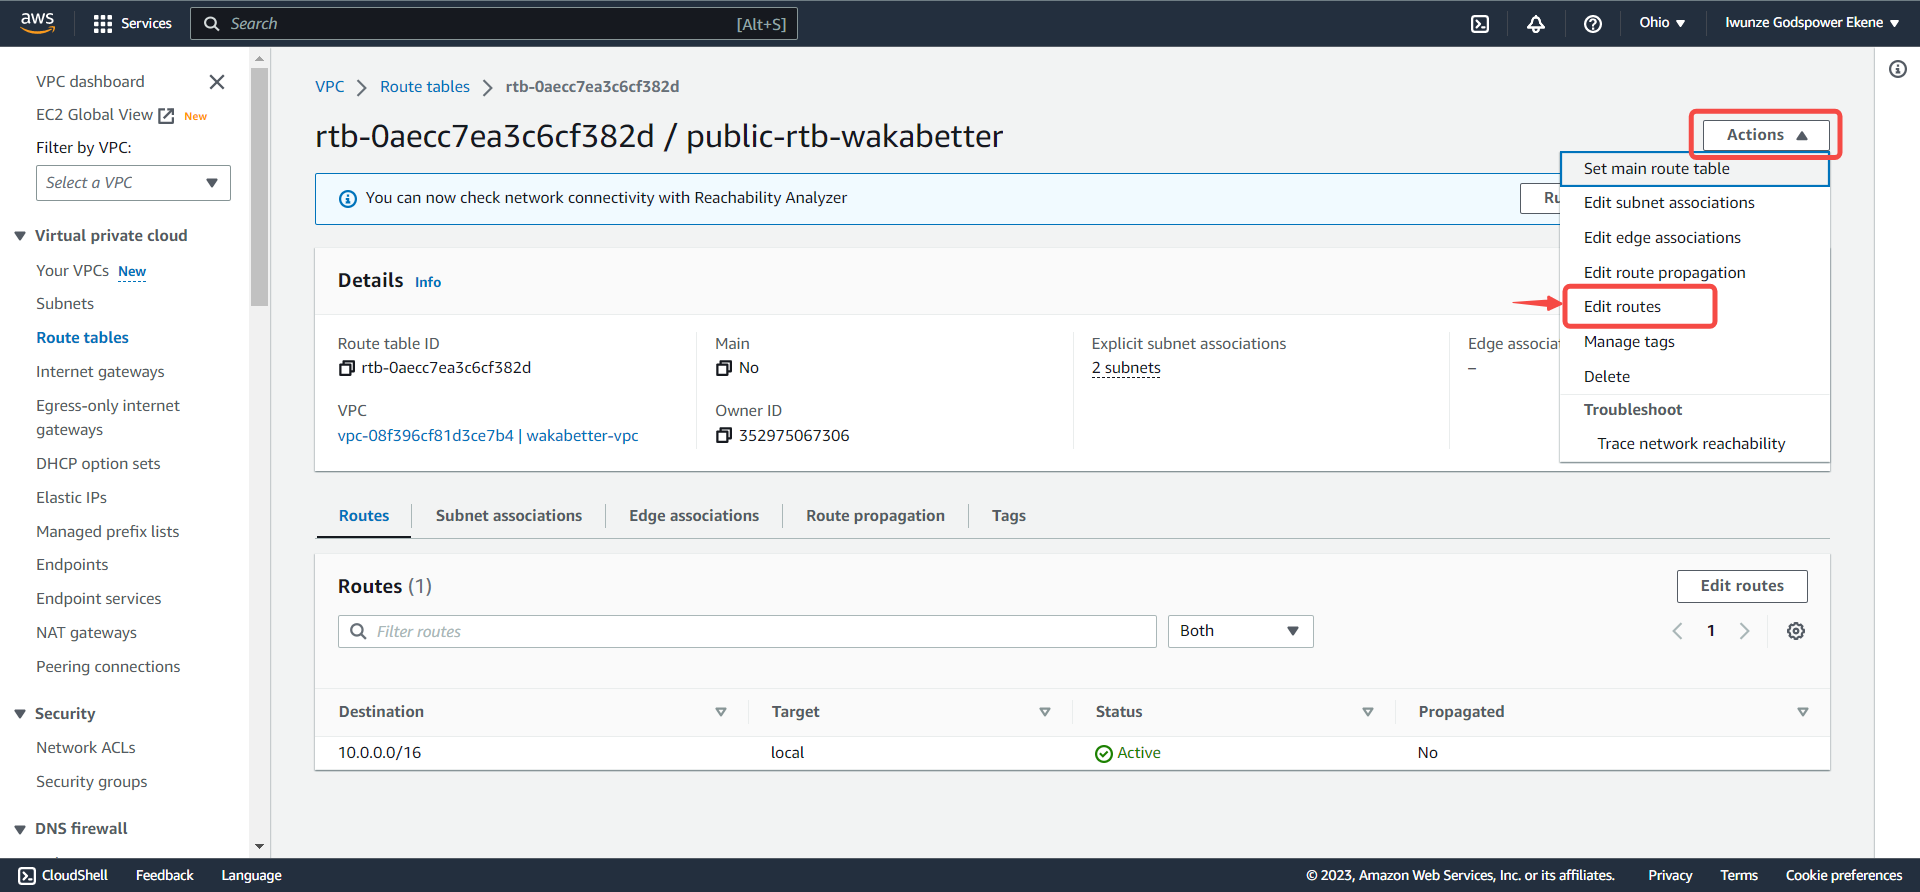 aws Services Search [Alt+S] Ohio Iwunze Godspower Ekene
VPC dashboard
EC2 Global View New
Filter by VPC:
Select a VPC
Virtual private cloud
Your VPCs New
Subnets
Route tables
Internet gateways
Egress-only internet
gateways
DHCP option sets
Elastic IPs
Managed prefix lists
Endpoints
Endpoint services
NAT gateways
Peering connections
Security
Network ACLs
Security groups
DNS firewall
VPC Route tables rtb-0aecc7ea3c6cf382d
rtb-0aecc7ea3c6cf382d / public-rtb-wakabetter
Actions
Set main route table
Edit subnet associations
Edit edge associations
Edit route propagation
Edit routes
Manage tags
Delete
Troubleshoot
Trace network reachability
You can now check network connectivity with Reachability Analyzer
Details Info
Route table ID
rtb-0aecc7ea3c6cf382d
Main
No
Explicit subnet associations
2 subnets
Edge
–
VPC
vpc-08f396cf81d3ce7b4 | wakabetter-vpc
Owner ID
352975067306
Routes Subnet associations Edge associations Route propagation Tags
Routes (1) Edit routes
Filter routes Both 1
Destination Target Status Propagated
10.0.0.0/16 local Active No
CloudShell Feedback Language © 2023, Amazon Web Services, Inc. or its affiliates. Privacy Terms Cookie preferences